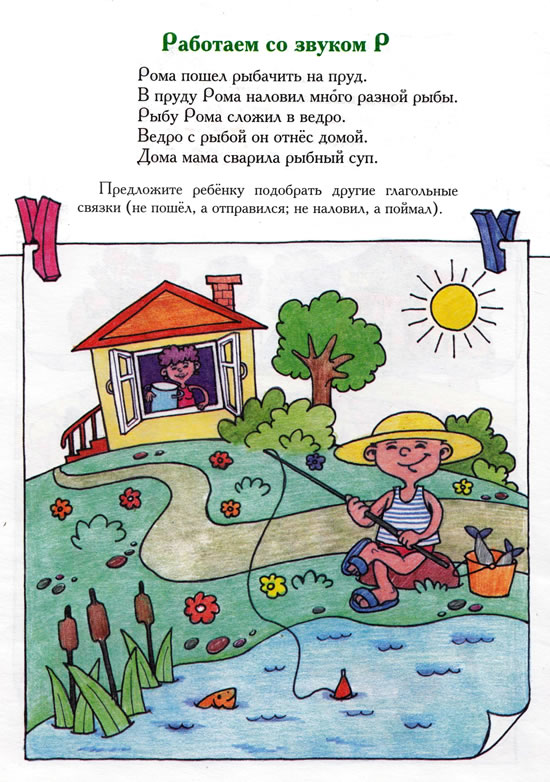 Работаем со звуком Р
Рома пошел рыбачить на пруд.
В пруду Рома наловил мно́го разной рыбы.
Рыбу Рома сложил в ведро.
Ведро с рыбой он отнёс домой.
Дома мама сварила рыбный суп.
Предложите ребёнку подобрать другие глагольные
связки (не пошёл, а отправился; не наловил, а поймал).